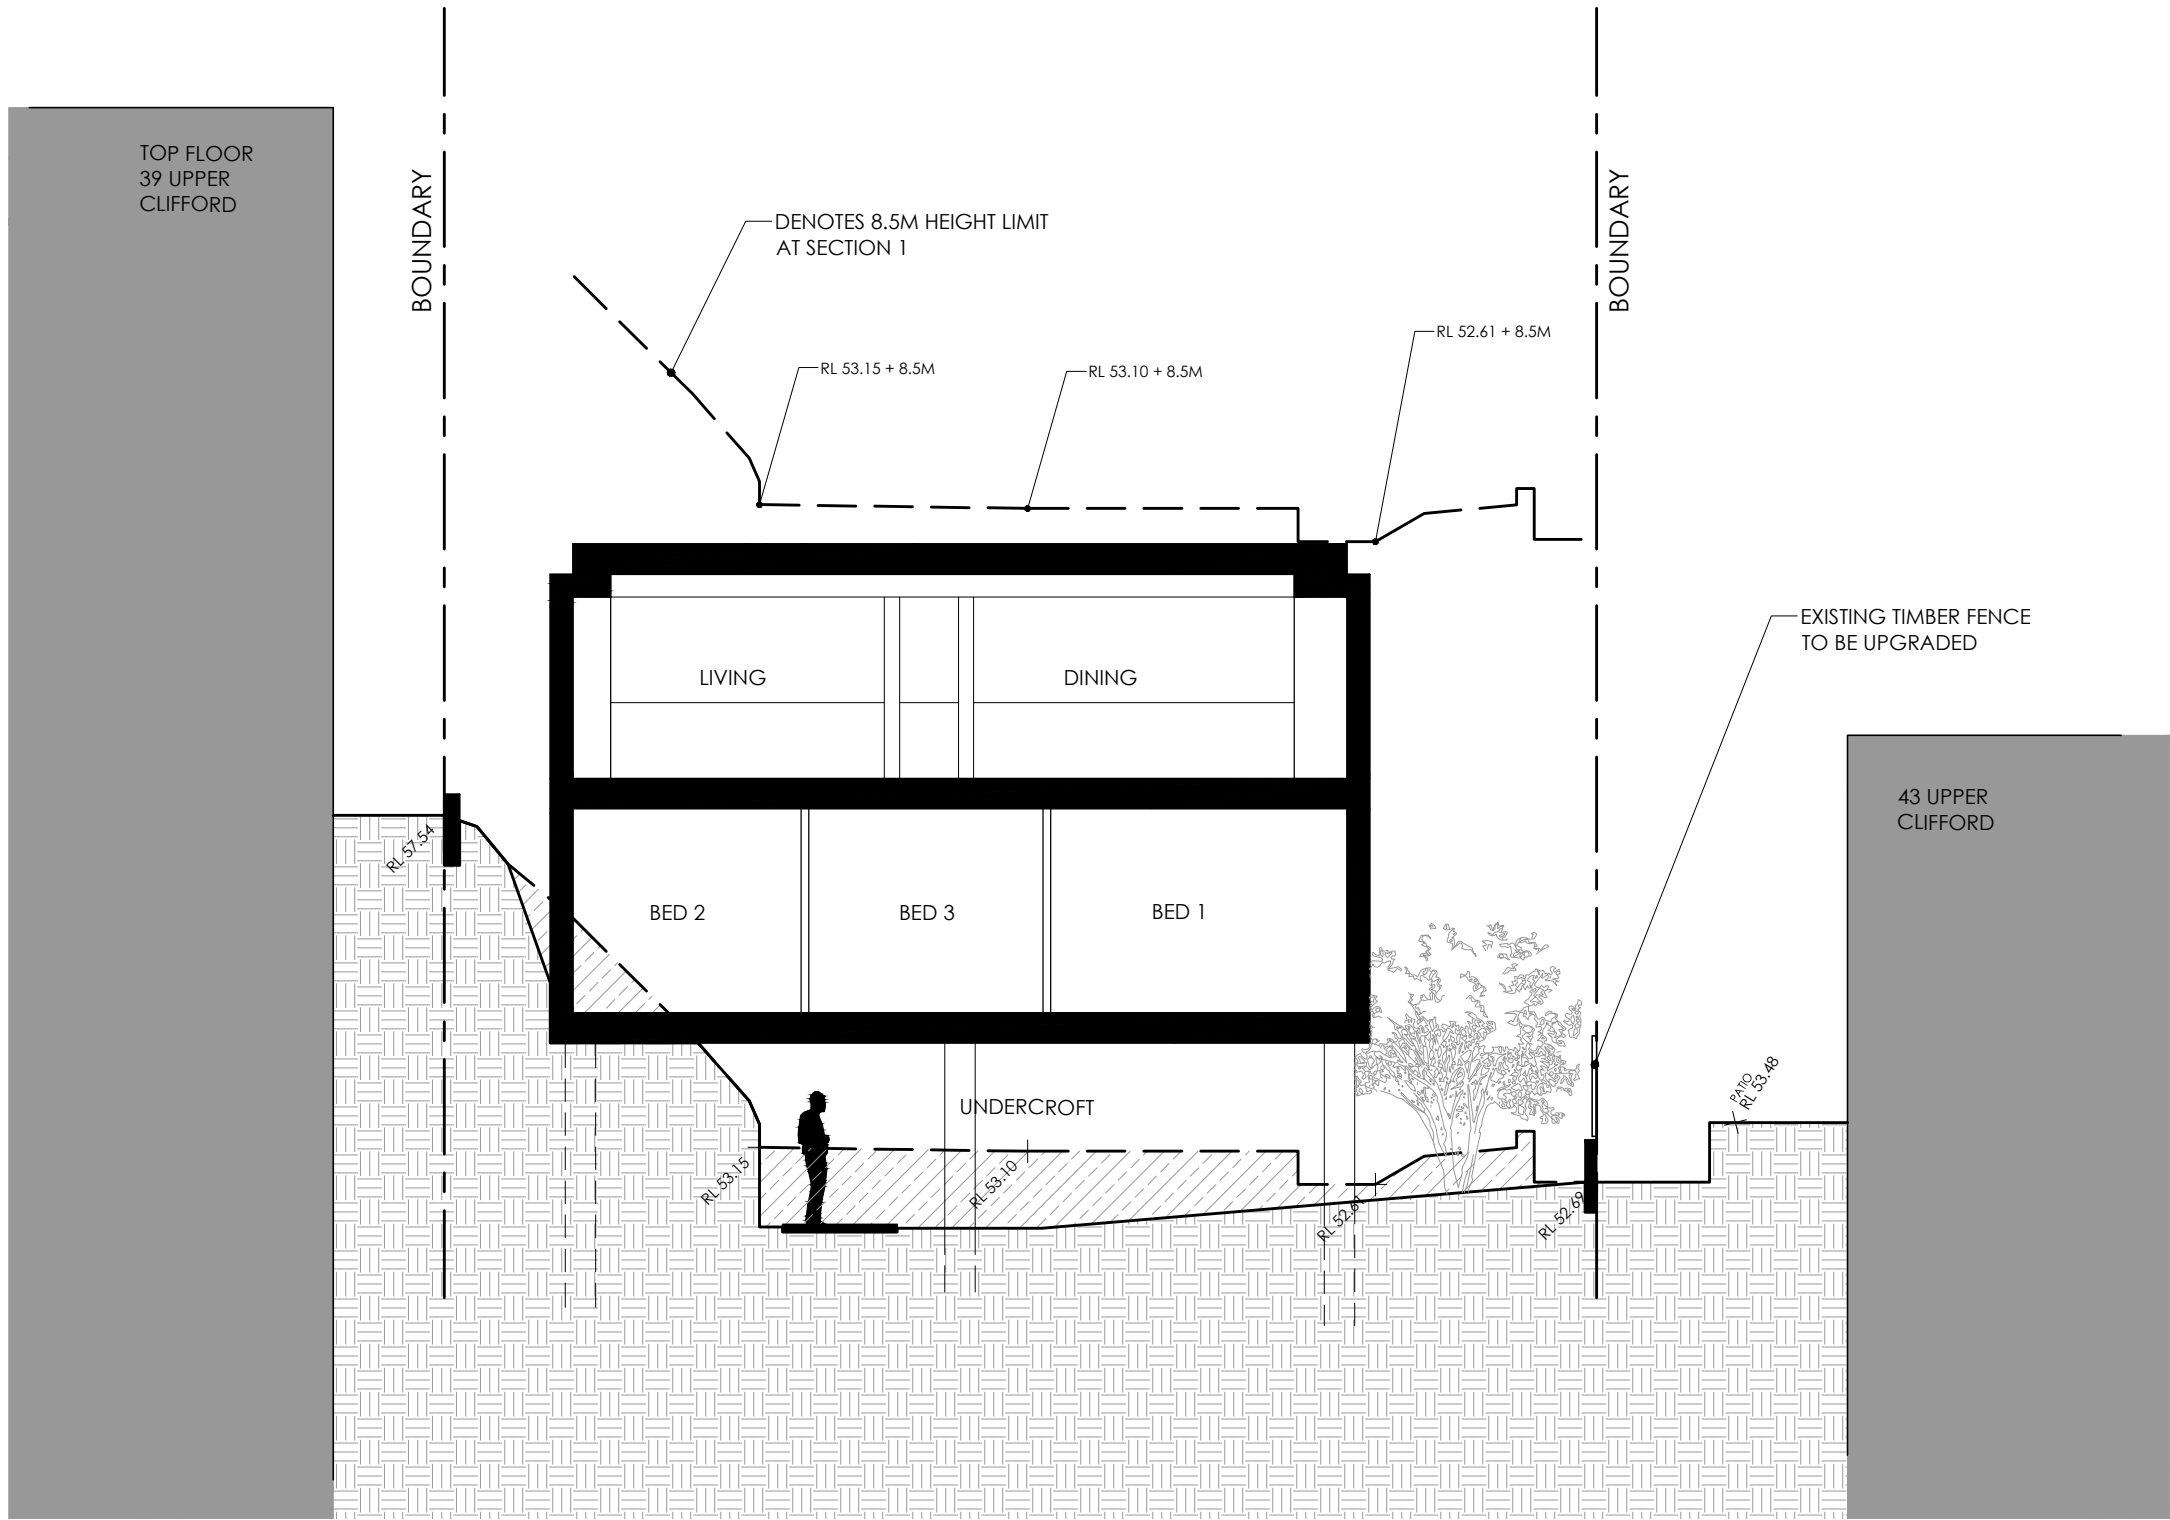 TOP FLOOR
39 UPPER
CLIFFORD
BOUNDARY
DENOTES 8.5M HEIGHT LIMIT
AT SECTION 1
BOUNDARY
RL 52.61 + 8.5M
RL 53.15 + 8.5M
RL 53.10 + 8.5M
EXISTING TIMBER FENCE
TO BE UPGRADED
LIVING
DINING
43 UPPER
CLIFFORD
RL 57.54
BED 2
BED 3
BED 1
UNDERCROFT
PATIO
RL 53.48
RL 53.15
RL 53.10
RL 52.61
RL 52.69